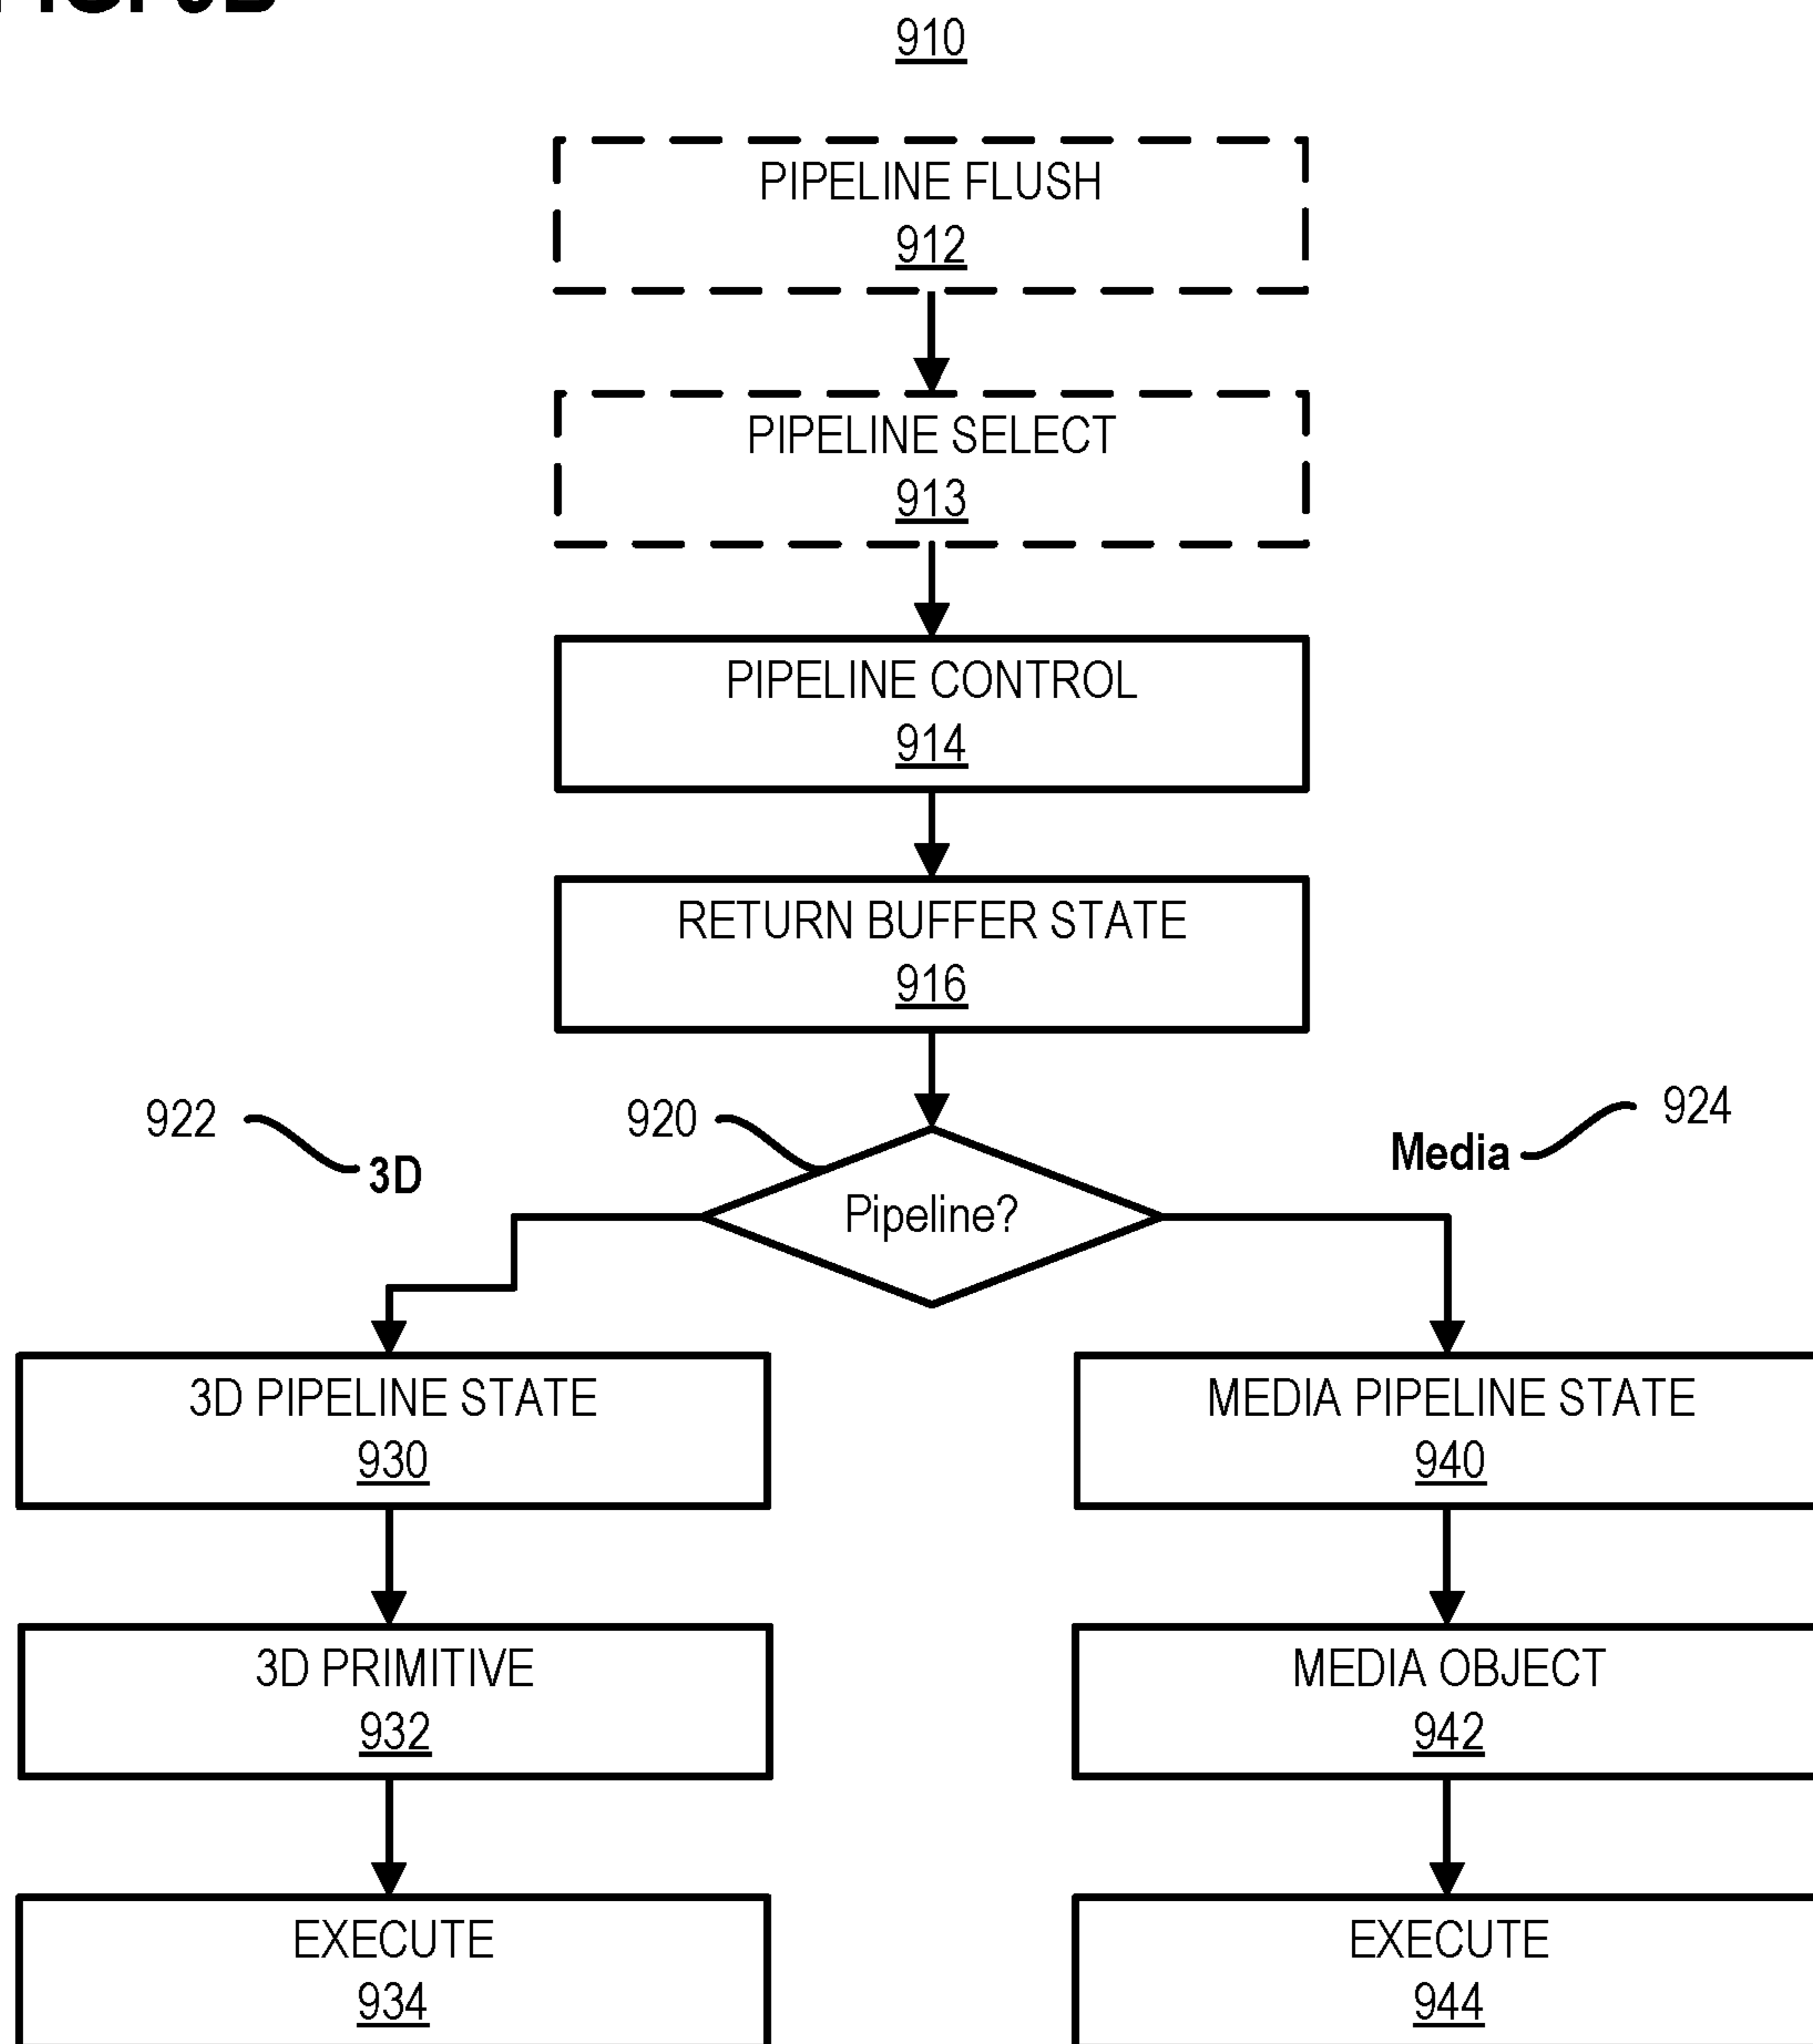 910
PIPELINE FLUSH
912
PIPELINE SELECT
913
PIPELINE CONTROL
914
RETURN BUFFER STATE
916
922
920
924
3D
Media
Pipeline?
3D PIPELINE STATE
930
MEDIA PIPELINE STATE
940
3D PRIMITIVE
932
MEDIA OBJECT
942
EXECUTE
934
EXECUTE
944